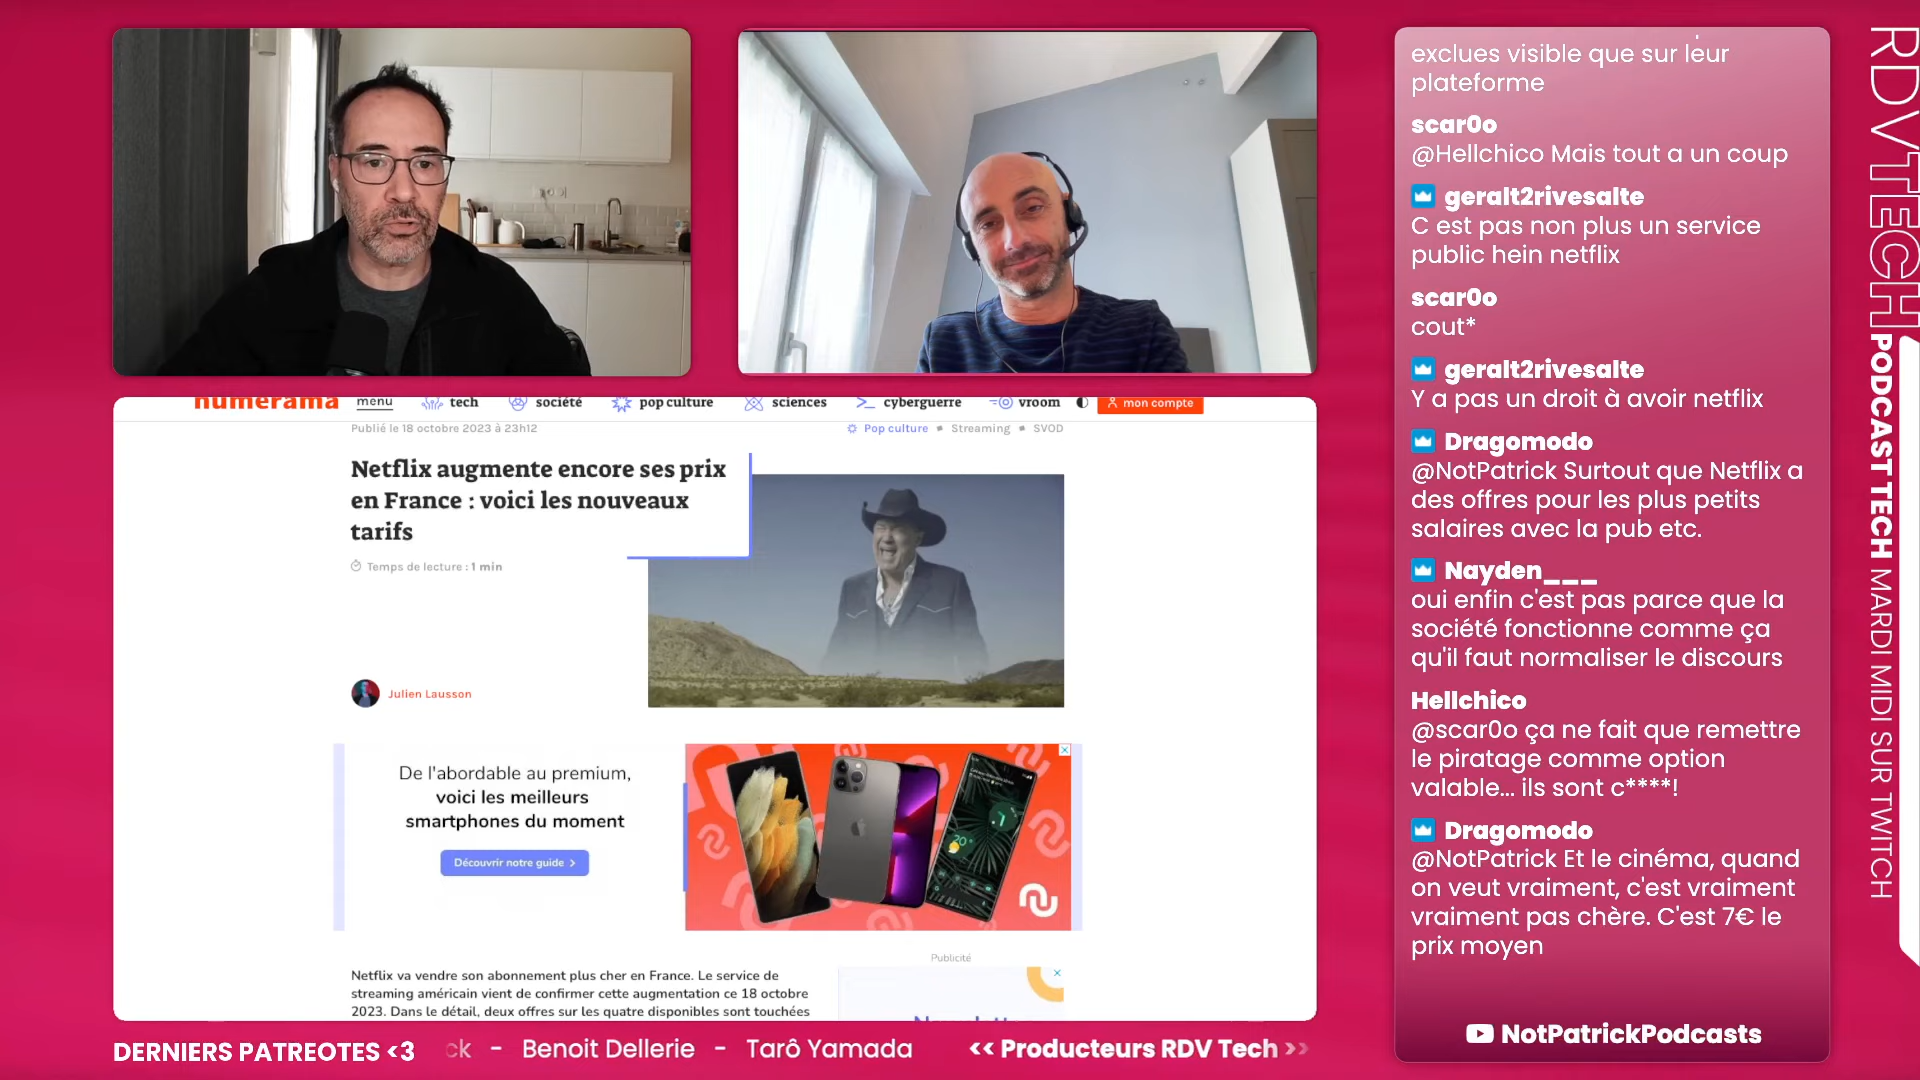 numerama menu tech société pop culture sciences cyberguerre vroom mon compte
Publié le 18 octobre 2023 à 23h12
Pop culture Streaming SVOD
Netflix augmente encore ses prix
en France : voici les nouveaux
tarifs
Temps de lecture : 1 min
Julien Lausson
De l'abordable au premium,
voici les meilleurs
smartphones du moment
Découvrir notre guide >
Publicité
Netflix va vendre son abonnement plus cher en France. Le service de
streaming américain vient de confirmer cette augmentation ce 18 octobre
2023. Dans le détail, deux offres sur les quatre disponibles sont touchées
exclues visible que sur leur
plateforme
scar0o
@Hellchico Mais tout a un coup
geralt2rivesalte
C est pas non plus un service
public hein netflix
scar0o
cout*
geralt2rivesalte
Y a pas un droit à avoir netflix
Dragomodo
@NotPatrick Surtout que Netflix a
des offres pour les plus petits
salaires avec la pub etc.
Nayden___
oui enfin c'est pas parce que la
société fonctionne comme ça
qu'il faut normaliser le discours
Hellchico
@scar0o ça ne fait que remettre
le piratage comme option
valable... ils sont c****!
Dragomodo
@NotPatrick Et le cinéma, quand
on veut vraiment, c'est vraiment
vraiment pas chère. C'est 7€ le
prix moyen
NotPatrickPodcasts
RDV TECH
PODCAST TECH MARDI MIDI SUR TWITCH
DERNIERS PATREOTES <3
ck - Benoit Dellerie - Tarô Yamada << Producteurs RDV Tech >>